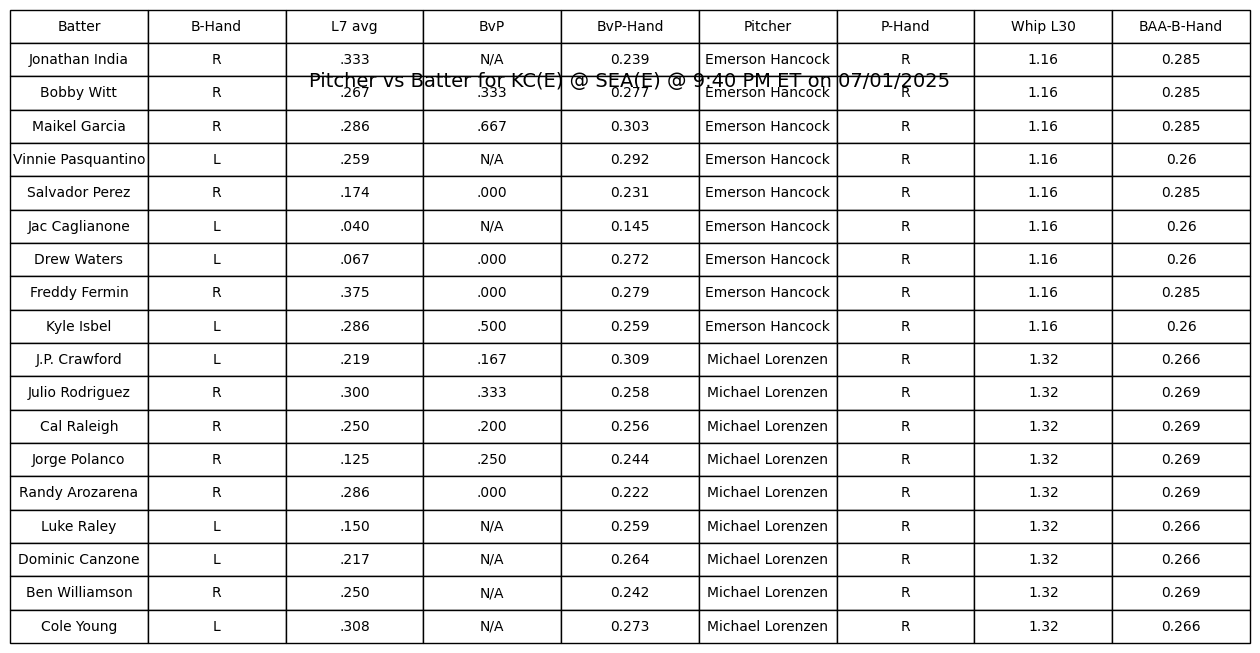 Batter B-Hand L7 avg BvP BvP-Hand Pitcher P-Hand Whip L30 BAA-B-Hand
Jonathan India R .333 N/A 0.239 Emerson Hancock R 1.16 0.285
Pitcher vs Batter for KC(E) @ SEA(E) @ 9:40 PM ET on 07/01/2025
Bobby Witt R .267 .333 0.277 Emerson Hancock R 1.16 0.285
Maikel Garcia R .286 .667 0.303 Emerson Hancock R 1.16 0.285
Vinnie Pasquantino L .259 N/A 0.292 Emerson Hancock R 1.16 0.26
Salvador Perez R .174 .000 0.231 Emerson Hancock R 1.16 0.285
Jac Caglianone L .040 N/A 0.145 Emerson Hancock R 1.16 0.26
Drew Waters L .067 .000 0.272 Emerson Hancock R 1.16 0.26
Freddy Fermin R .375 .000 0.279 Emerson Hancock R 1.16 0.285
Kyle Isbel L .286 .500 0.259 Emerson Hancock R 1.16 0.26
J.P. Crawford L .219 .167 0.309 Michael Lorenzen R 1.32 0.266
Julio Rodriguez R .300 .333 0.258 Michael Lorenzen R 1.32 0.269
Cal Raleigh R .250 .200 0.256 Michael Lorenzen R 1.32 0.269
Jorge Polanco R .125 .250 0.244 Michael Lorenzen R 1.32 0.269
Randy Arozarena R .286 .000 0.222 Michael Lorenzen R 1.32 0.269
Luke Raley L .150 N/A 0.259 Michael Lorenzen R 1.32 0.266
Dominic Canzone L .217 N/A 0.264 Michael Lorenzen R 1.32 0.266
Ben Williamson R .250 N/A 0.242 Michael Lorenzen R 1.32 0.269
Cole Young L .308 N/A 0.273 Michael Lorenzen R 1.32 0.266